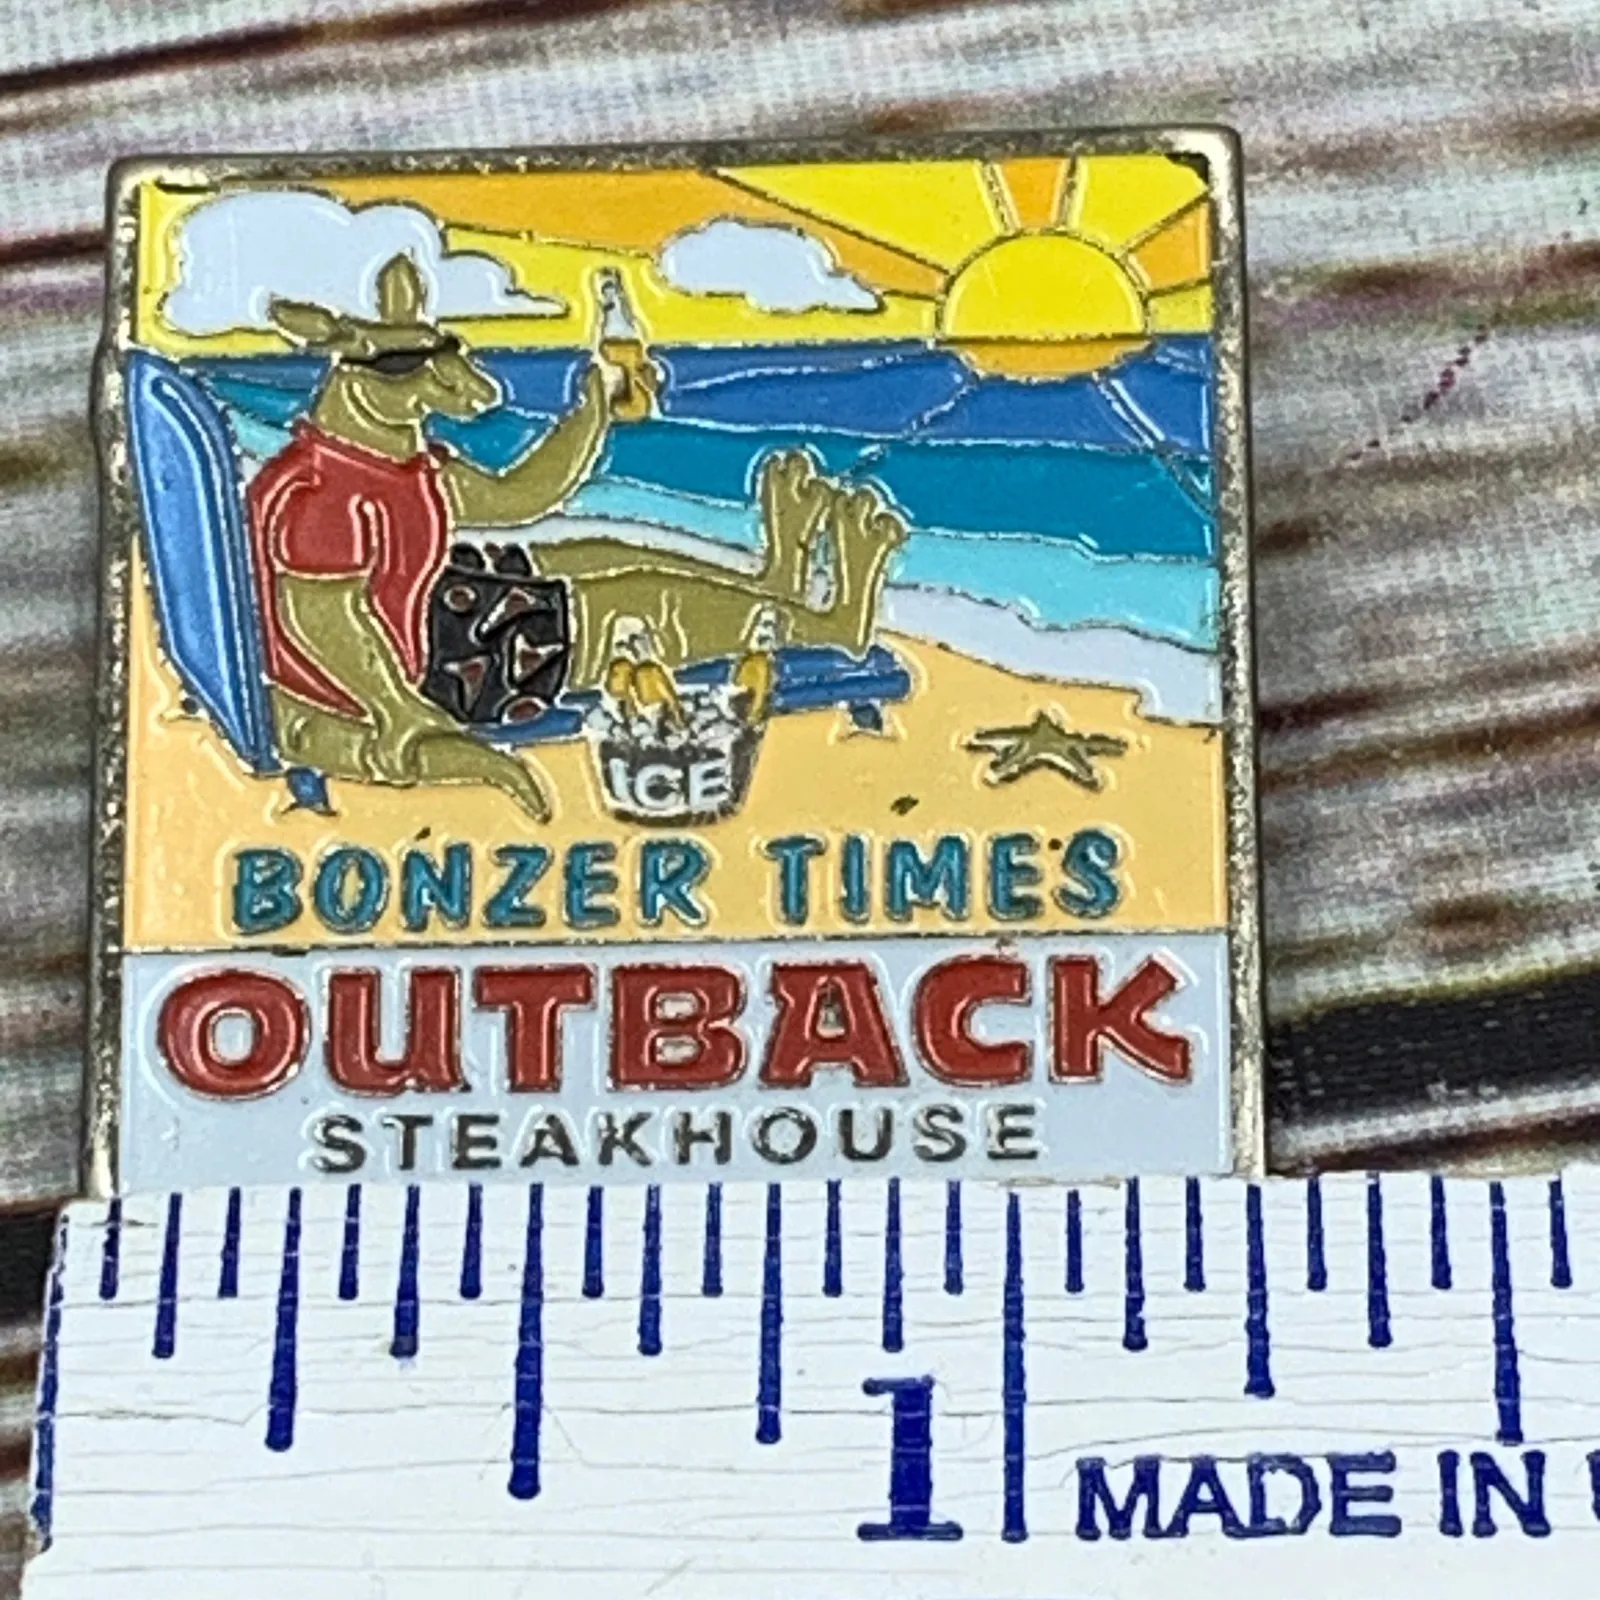 ICE
BONZER TIMES
OUTBACK
STEAKHOUSE
1 MADE IN